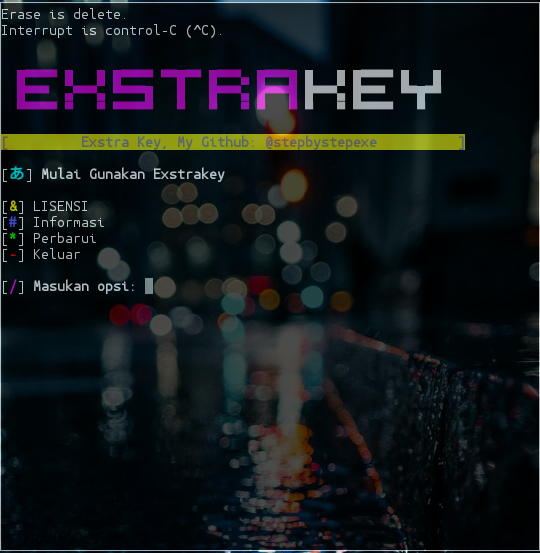 Erase is delete.
Interrupt is control-C (^C).
EXSTRAKEY
[ Exstra Key, My Github: @stepbystepexe ]
[あ] Mulai Gunakan Exstrakey
[&] LISENSI
[#] Informasi
[*] Perbarui
[-] Keluar
[/] Masukan opsi: